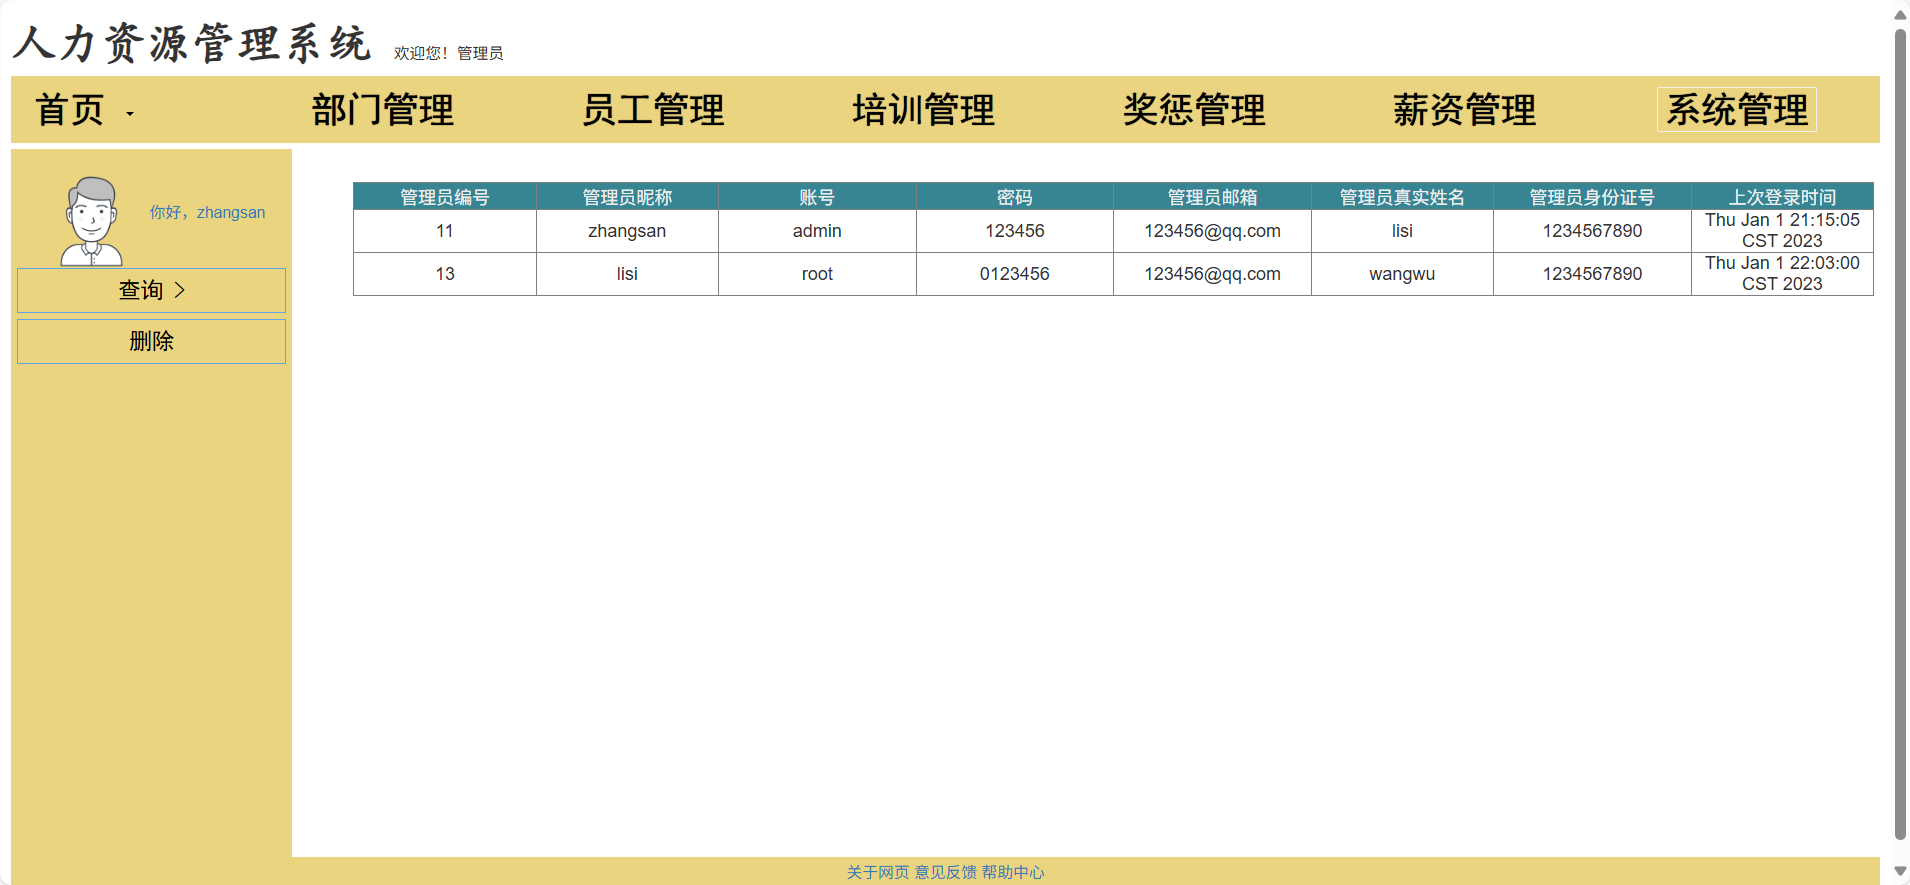 人力资源管理系统 欢迎您！管理员
首页 部门管理 员工管理 培训管理 奖惩管理 薪资管理 系统管理
你好，zhangsan
查询
删除
管理员编号 管理员昵称 账号 密码 管理员邮箱 管理员真实姓名 管理员身份证号 上次登录时间
11 zhangsan admin 123456 123456@qq.com lisi 1234567890 Thu Jan 1 21:15:05
CST 2023
13 lisi root 0123456 123456@qq.com wangwu 1234567890 Thu Jan 1 22:03:00
CST 2023
关于网页 意见反馈 帮助中心